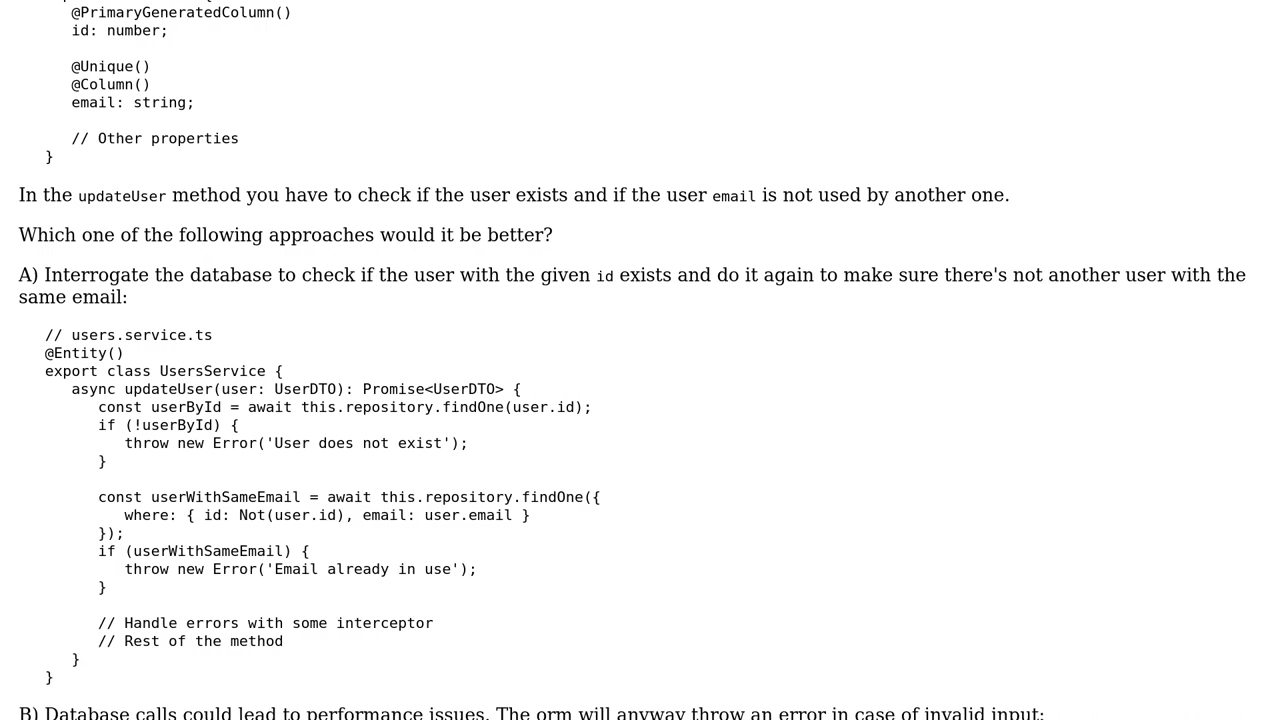 @PrimaryGeneratedColumn()
id: number;
@Unique()
@Column()
email: string;
// Other properties
}
In the updateUser method you have to check if the user exists and if the user email is not used by another one.
Which one of the following approaches would it be better?
A) Interrogate the database to check if the user with the given id exists and do it again to make sure there's not another user with the
same email:
// users.service.ts
@Entity()
export class UsersService {
async updateUser(user: UserDTO): Promise<UserDTO> {
const userById = await this.repository.findOne(user.id);
if (!userById) {
throw new Error('User does not exist');
}
const userWithSameEmail = await this.repository.findOne({
where: { id: Not(user.id), email: user.email }
});
if (userWithSameEmail) {
throw new Error('Email already in use');
}
// Handle errors with some interceptor
// Rest of the method
}
}
B) Database calls could lead to performance issues. The orm will anyway throw an error in case of invalid input: